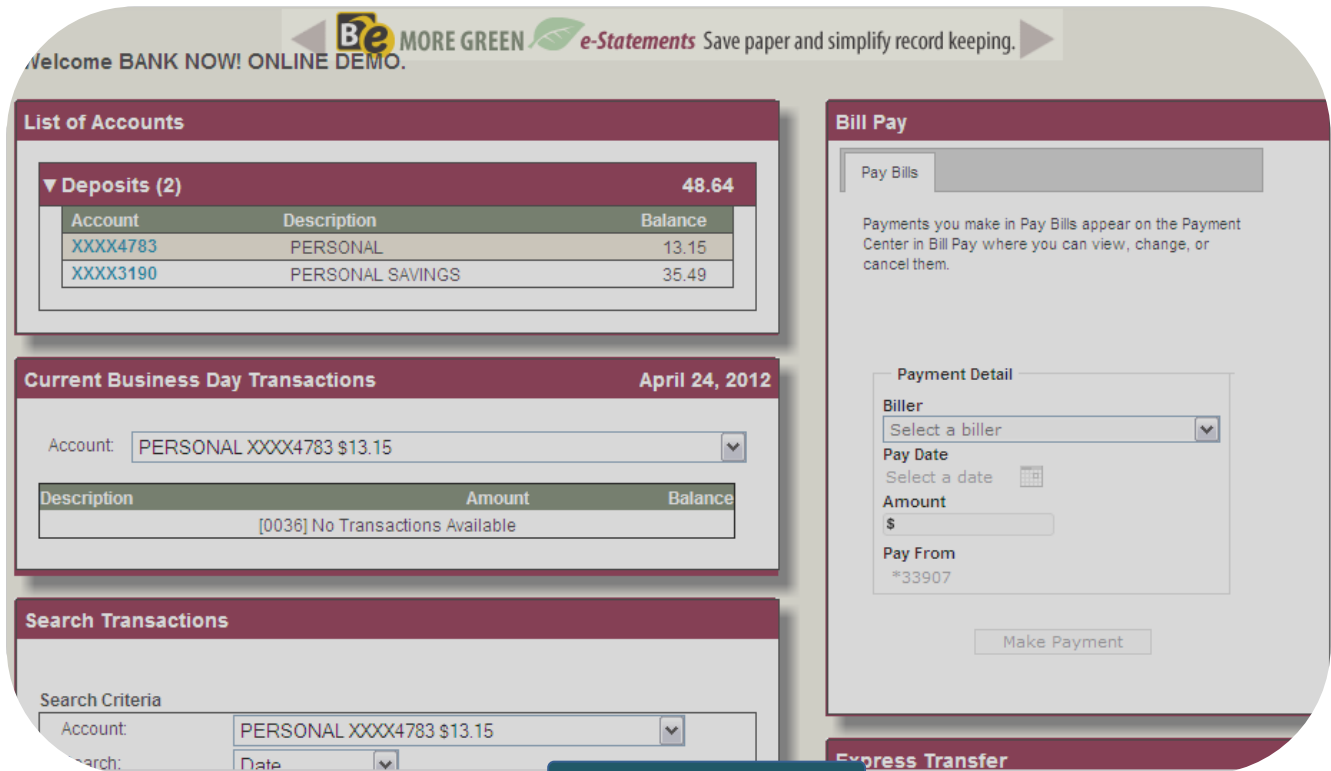 Be MORE GREEN e-Statements Save paper and simplify record keeping.
Welcome BANK NOW! ONLINE DEMO.
List of Accounts
Deposits (2) 48.64
Account Description Balance
XXXX4783 PERSONAL 13.15
XXXX3190 PERSONAL SAVINGS 35.49
Current Business Day Transactions April 24, 2012
Account: PERSONAL XXXX4783 $13.15
Description Amount Balance
[0036] No Transactions Available
Search Transactions
Search Criteria
Account: PERSONAL XXXX4783 $13.15
Search: Date
Bill Pay
Pay Bills
Payments you make in Pay Bills appear on the Payment
Center in Bill Pay where you can view, change, or
cancel them.
Payment Detail
Biller
Select a biller
Pay Date
Select a date
Amount
$
Pay From
*33907
Make Payment
Express Transfer